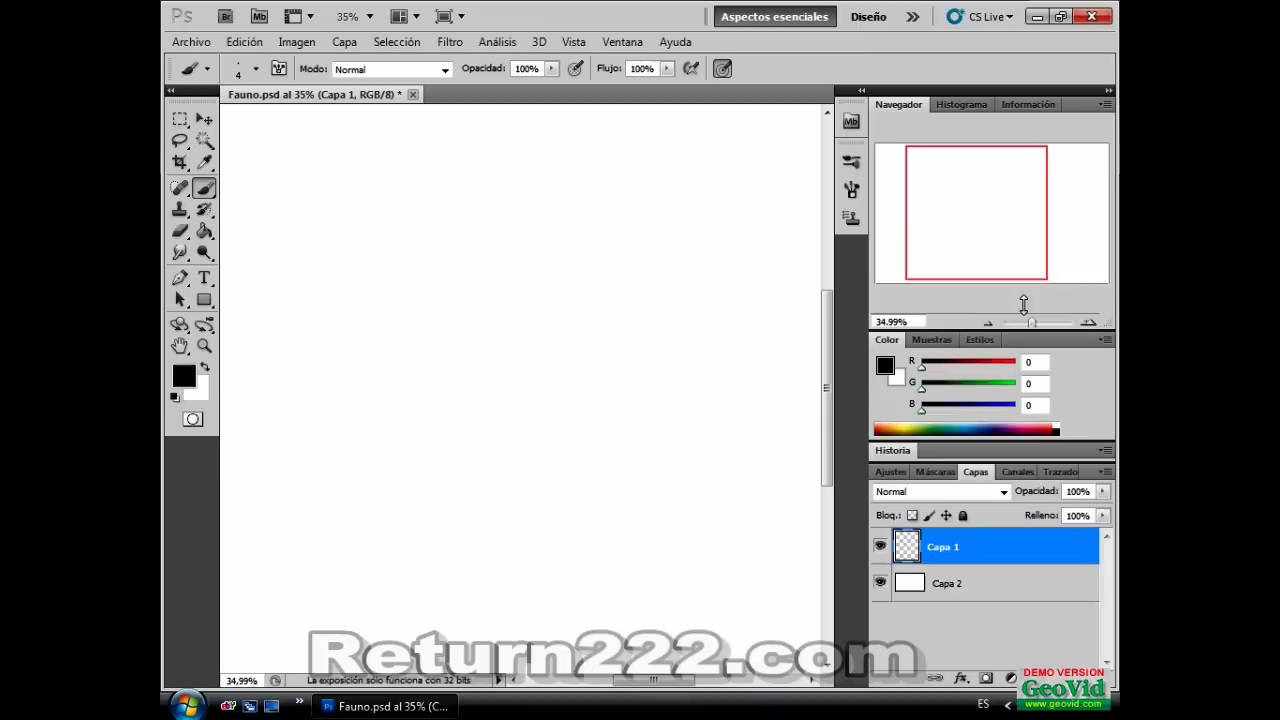 Ps Br Mb 35% Aspectos esenciales Diseño CS Live
Archivo Edición Imagen Capa Selección Filtro Análisis 3D Vista Ventana Ayuda
4 Modo: Normal Opacidad: 100% Flujo: 100%
Fauno.psd al 35% (Capa 1, RGB/8) *
Navegador Histograma Información
Mb
T
34.99%
Color Muestras Estilos
R 0
G 0
B 0
Historia
Ajustes Máscaras Capas Canales Trazado
Normal Opacidad: 100%
Bloq.: Relleno: 100%
Capa 1
Capa 2
Return222.com
34,99% La exposición sólo funciona con 32 bits fx.
DEMO VERSION
GeoVid
www.geovid.com
Ps Fauno.psd al 35% (C... ES